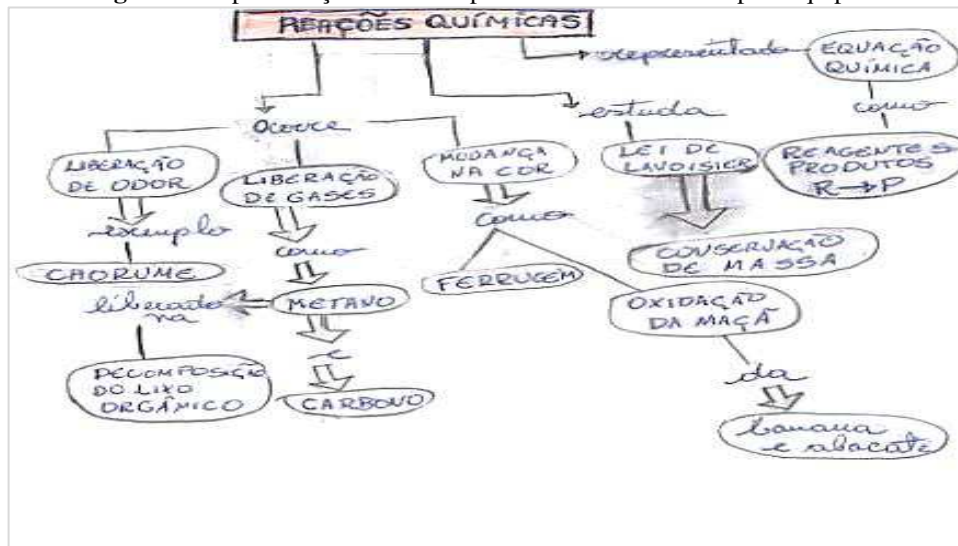 REAÇÕES QUÍMICAS
representado
EQUAÇÃO
QUÍMICA
como
REAGENTES
PRODUTOS
R→P
estuda
LEI DE
LAVOISIER
CONSERVAÇÃO
DE MASSA
Ocorre
LIBERAÇÃO
DE ODOR
exemplo
CHORUME
liberado
na
DECOMPOSIÇÃO
DO LIXO
ORGÂNICO
LIBERAÇÃO
DE GASES
como
METANO
e
CARBONO
MUDANÇA
NA COR
como
FERRUGEM
OXIDAÇÃO
DA MAÇÃ
da
banana
e abacate